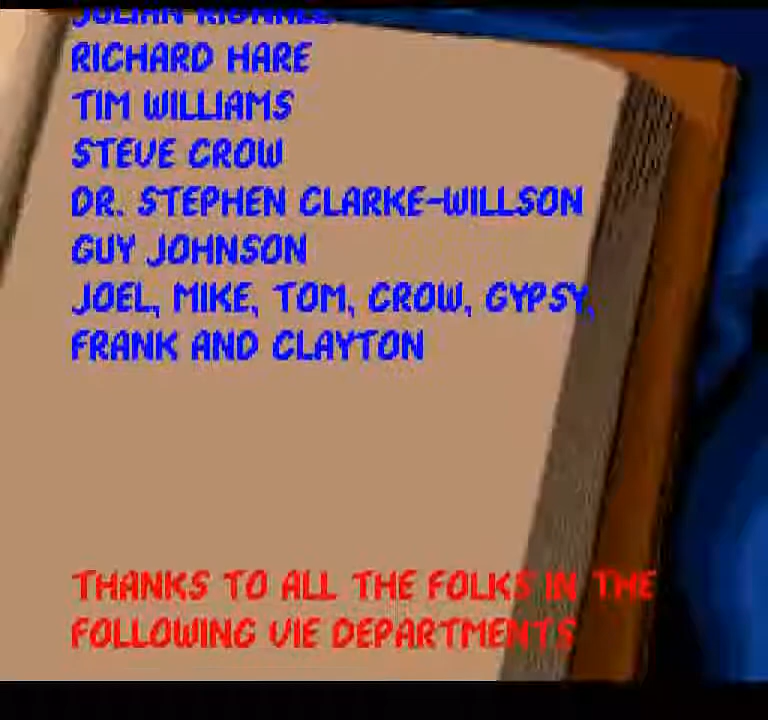 RICHARD HARE
TIM WILLIAMS
STEVE CROW
DR. STEPHEN CLARKE-WILLSON
GUY JOHNSON
JOEL, MIKE, TOM, CROW, GYPSY,
FRANK AND CLAYTON
THANKS TO ALL THE FOLKS IN THE
FOLLOWING VIE DEPARTMENTS